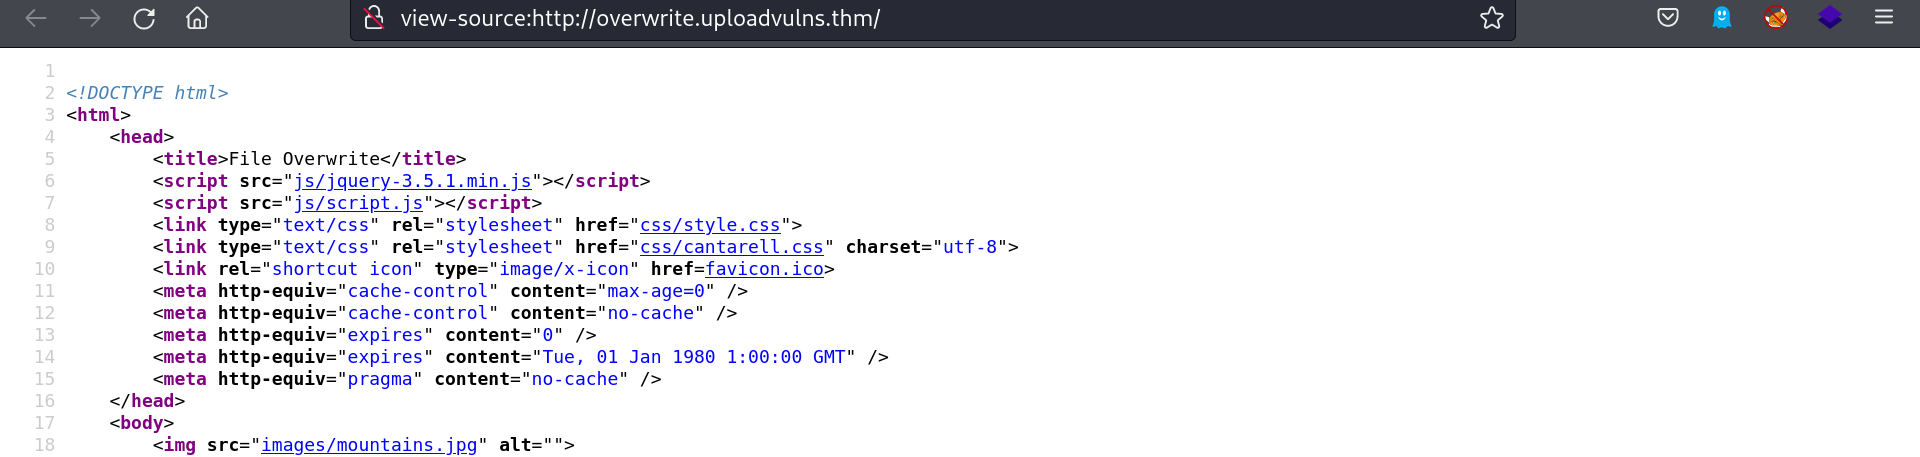 view-source:http://overwrite.uploadvulns.thm/
1
2 <!DOCTYPE html>
3 <html>
4     <head>
5         <title>File Overwrite</title>
6         <script src="js/jquery-3.5.1.min.js"></script>
7         <script src="js/script.js"></script>
8         <link type="text/css" rel="stylesheet" href="css/style.css">
9         <link type="text/css" rel="stylesheet" href="css/cantarell.css" charset="utf-8">
10         <link rel="shortcut icon" type="image/x-icon" href=favicon.ico>
11         <meta http-equiv="cache-control" content="max-age=0" />
12         <meta http-equiv="cache-control" content="no-cache" />
13         <meta http-equiv="expires" content="0" />
14         <meta http-equiv="expires" content="Tue, 01 Jan 1980 1:00:00 GMT" />
15         <meta http-equiv="pragma" content="no-cache" />
16     </head>
17     <body>
18         <img src="images/mountains.jpg" alt="">